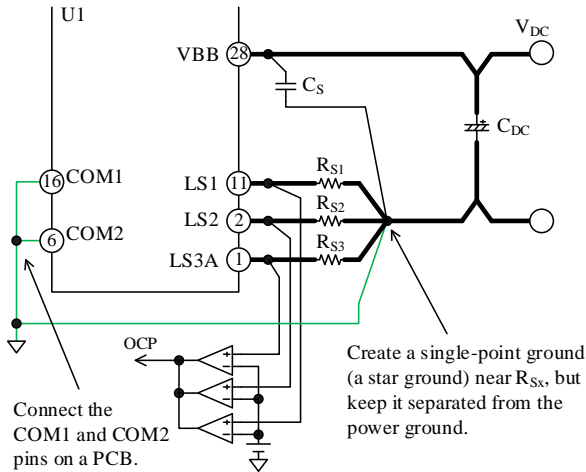 U1
VBB
28
V_DC
C_S
C_DC
16
COM1
LS1
11
R_S1
6
COM2
LS2
2
R_S2
LS3A
1
R_S3
OCP
+
−
+
−
+
−
Connect the
COM1 and COM2
pins on a PCB.
Create a single-point ground
(a star ground) near R_Sx, but
keep it separated from the
power ground.